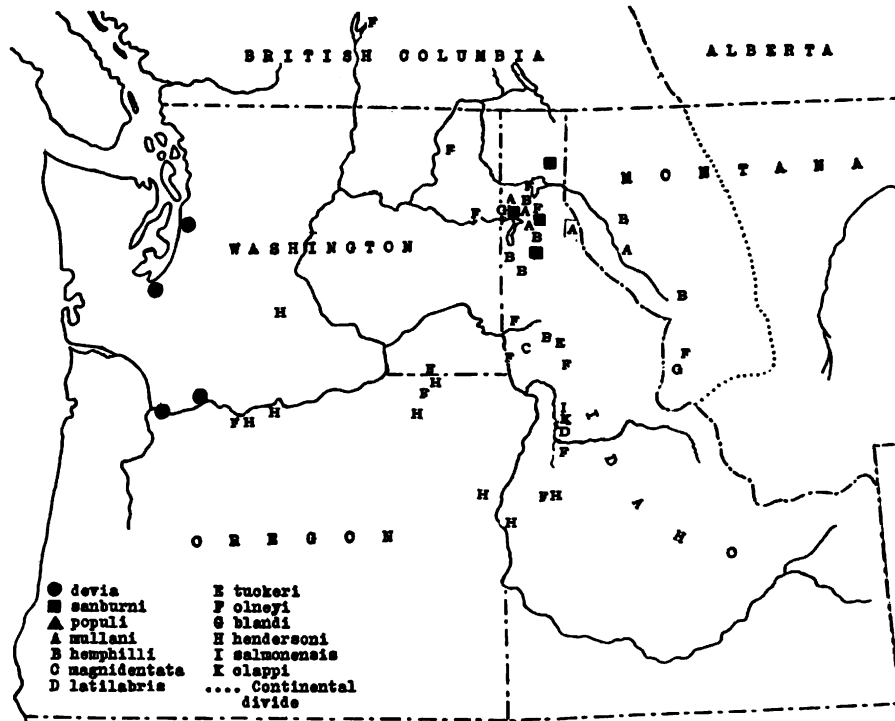 BRITISH COLUMBIA
ALBERTA
MONTANA
WASHINGTON
OREGON
IDAHO
F
F
F
A
B
F
G
A
F
A
B
B
B
A
B
A
B
F
G
H
F
C
B
E
F
F
E
H
F
H
F H
H
I
K
D
F
F H
H
H
devia
sanburni
populi
A mullani
B hemphilli
C magnidentata
D latilabria
E tuckeri
F olneyi
G blandi
H hendersoni
I salmonensis
K clappi
.... Continental
divide